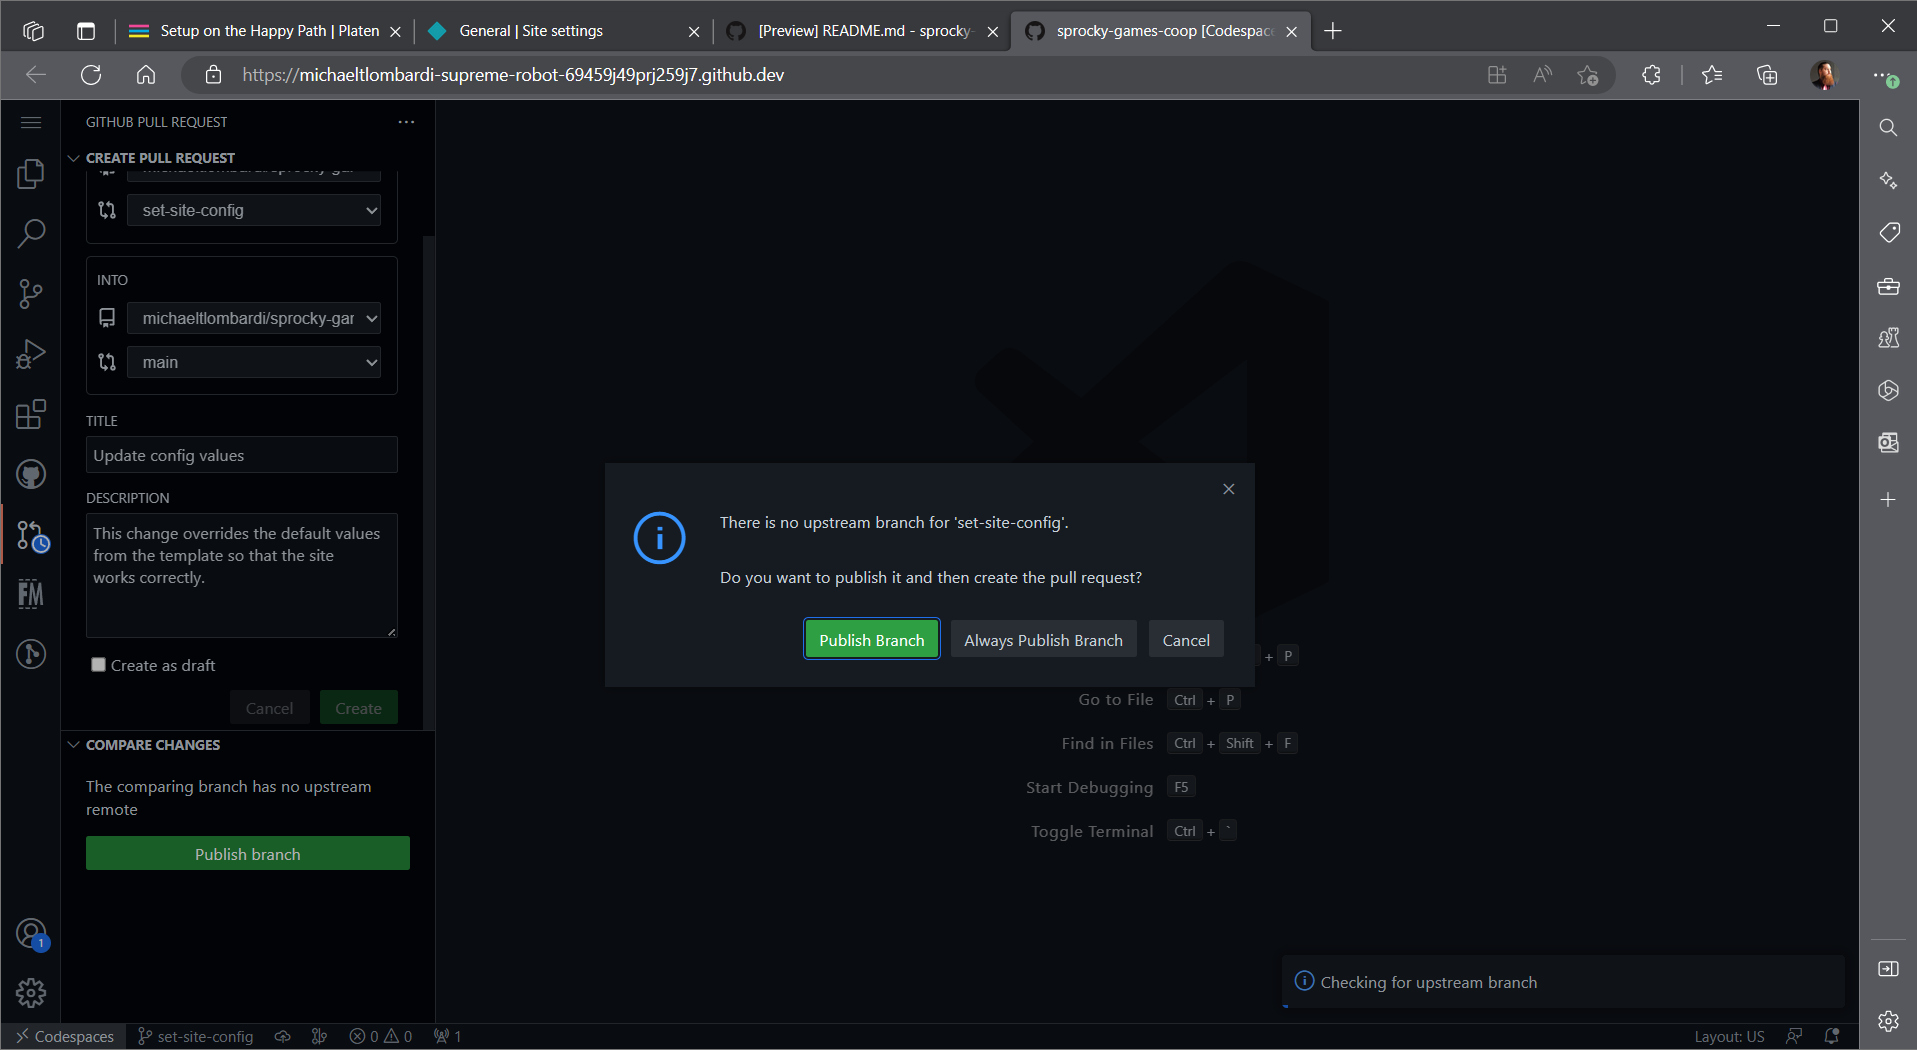 Setup on the Happy Path | Platen
General | Site settings
[Preview] README.md - sprocky-
sprocky-games-coop [Codespace
https://michaeltlombardi-supreme-robot-69459j49prj259j7.github.dev
GITHUB PULL REQUEST
CREATE PULL REQUEST
set-site-config
INTO
michaeltlombardi/sprocky-gar
main
TITLE
Update config values
DESCRIPTION
This change overrides the default values
from the template so that the site
works correctly.
Create as draft
Cancel
Create
COMPARE CHANGES
The comparing branch has no upstream
remote
Publish branch
There is no upstream branch for 'set-site-config'.
Do you want to publish it and then create the pull request?
Publish Branch
Always Publish Branch
Cancel
+ P
Go to File Ctrl + P
Find in Files Ctrl + Shift + F
Start Debugging F5
Toggle Terminal Ctrl + `
FM
1
Checking for upstream branch
Codespaces
set-site-config
0
0
1
Layout: US